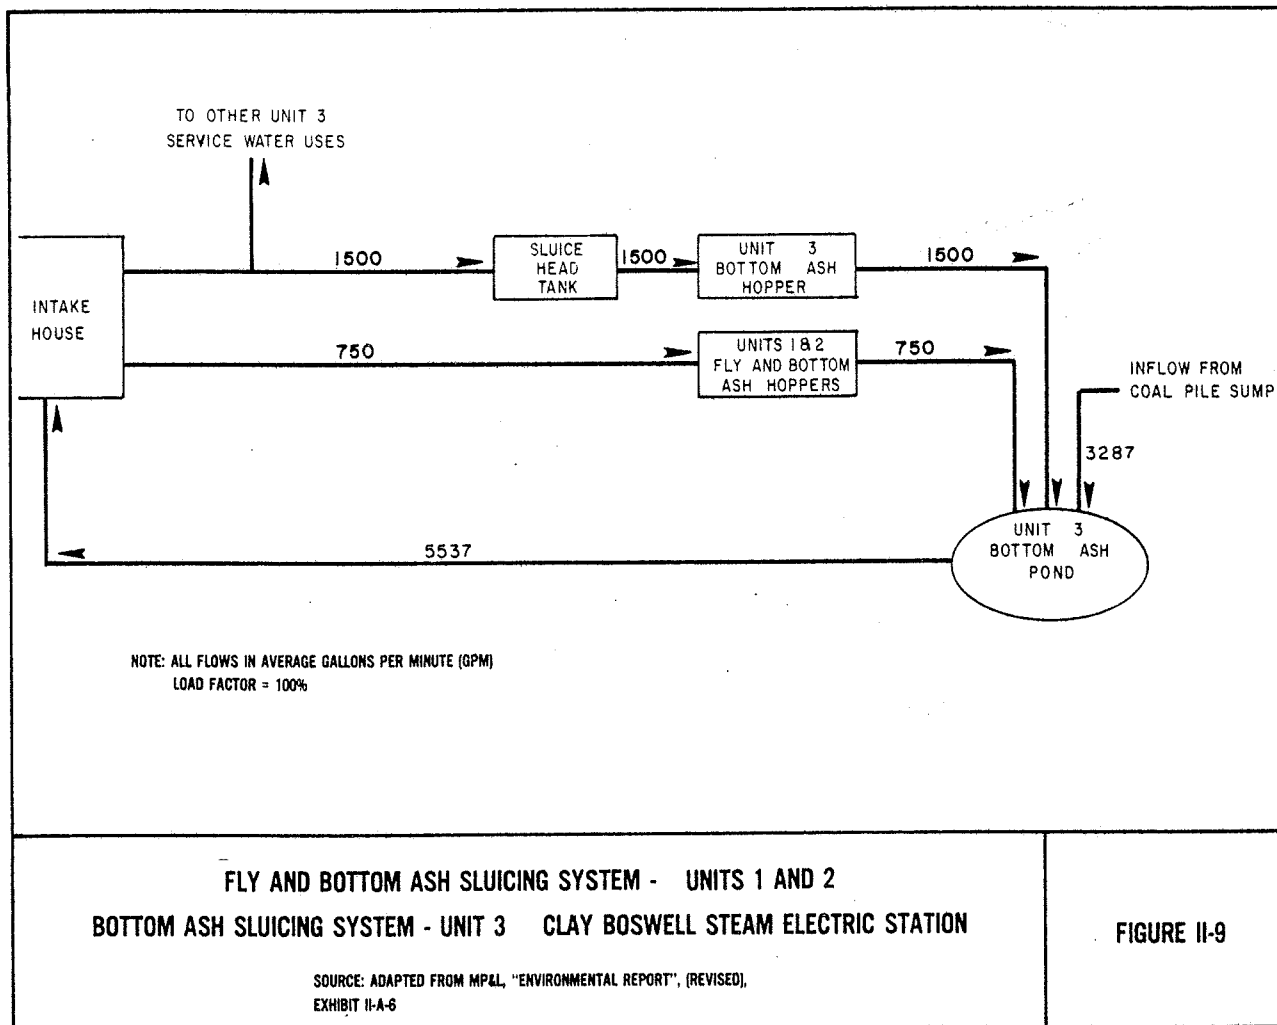 TO OTHER UNIT 3
SERVICE WATER USES
INTAKE
HOUSE
1500
SLUICE
HEAD
TANK
1500
UNIT 3
BOTTOM ASH
HOPPER
1500
750
UNITS 1 & 2
FLY AND BOTTOM
ASH HOPPERS
750
INFLOW FROM
COAL PILE SUMP
3287
UNIT 3
BOTTOM ASH
POND
5537
NOTE: ALL FLOWS IN AVERAGE GALLONS PER MINUTE (GPM)
LOAD FACTOR = 100%
FLY AND BOTTOM ASH SLUICING SYSTEM - UNITS 1 AND 2
BOTTOM ASH SLUICING SYSTEM - UNIT 3 CLAY BOSWELL STEAM ELECTRIC STATION
SOURCE: ADAPTED FROM MP&L, "ENVIRONMENTAL REPORT", (REVISED),
EXHIBIT II-A-6
FIGURE II-9